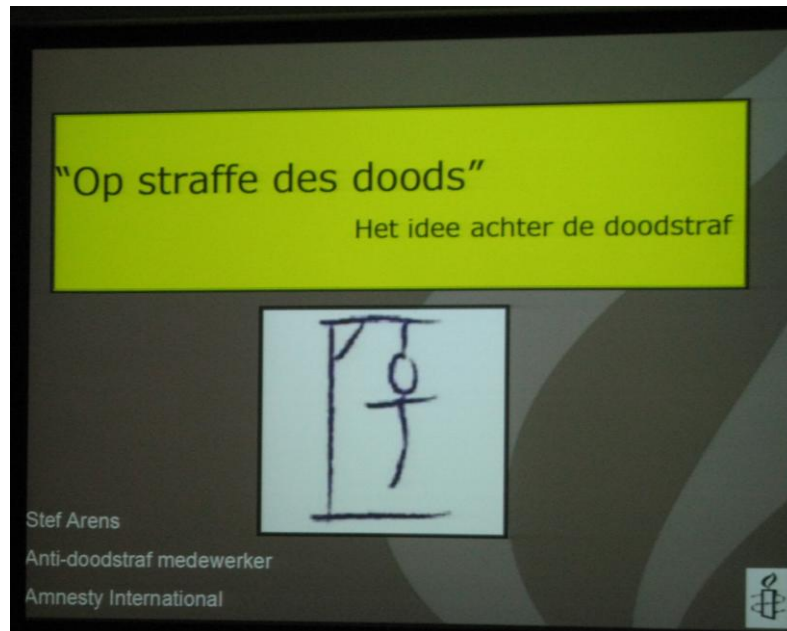 "Op straffe des doods"
Het idee achter de doodstraf
Stef Arens
Anti-doodstraf medewerker
Amnesty International